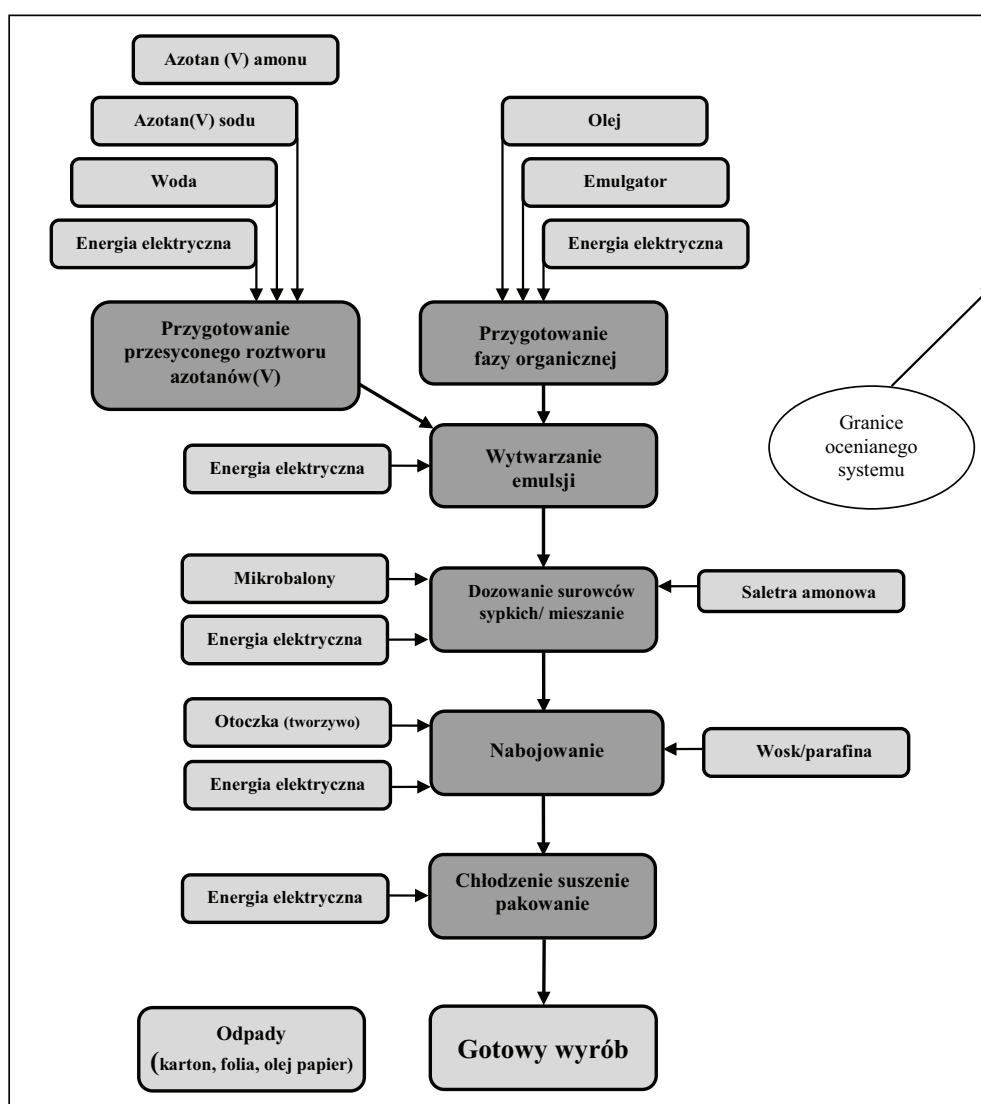 Azotan (V) amonu
Azotan(V) sodu
Woda
Energia elektryczna
Olej
Emulgator
Energia elektryczna
Przygotowanie
przesyconego roztworu
azotanów(V)
Przygotowanie
fazy organicznej
Granice
ocenianego
systemu
Energia elektryczna
Wytwarzanie
emulsji
Mikrobalony
Energia elektryczna
Dozowanie surowców
sypkich/ mieszanie
Saletra amonowa
Otoczka (tworzywo)
Energia elektryczna
Nabojowanie
Wosk/parafina
Energia elektryczna
Chłodzenie suszenie
pakowanie
Odpady
(karton, folia, olej papier)
Gotowy wyrób